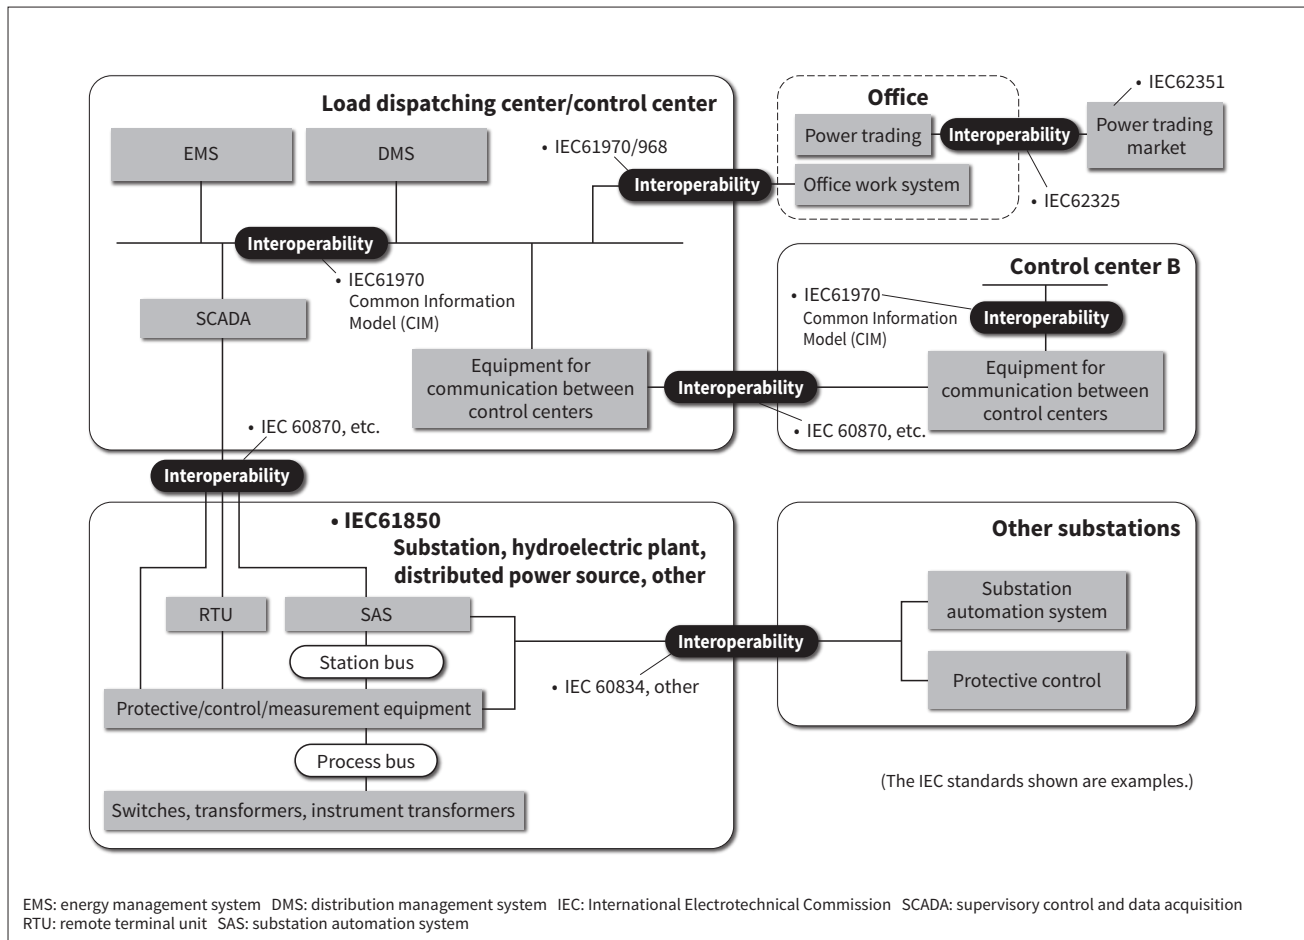 Load dispatching center/control center
EMS
DMS
• IEC61970/968
Interoperability
Interoperability
• IEC61970
Common Information
Model (CIM)
SCADA
Equipment for
communication between
control centers
Office
Power trading
Interoperability
Office work system
• IEC62351
Power trading
market
• IEC62325
Control center B
• IEC61970
Common Information
Model (CIM)
Interoperability
Interoperability
Equipment for
communication between
control centers
• IEC 60870, etc.
• IEC 60870, etc.
Interoperability
• IEC61850
Substation, hydroelectric plant,
distributed power source, other
RTU
SAS
Station bus
Protective/control/measurement equipment
Process bus
Switches, transformers, instrument transformers
Interoperability
• IEC 60834, other
Other substations
Substation
automation system
Protective control
(The IEC standards shown are examples.)
EMS: energy management system DMS: distribution management system IEC: International Electrotechnical Commission SCADA: supervisory control and data acquisition
RTU: remote terminal unit SAS: substation automation system